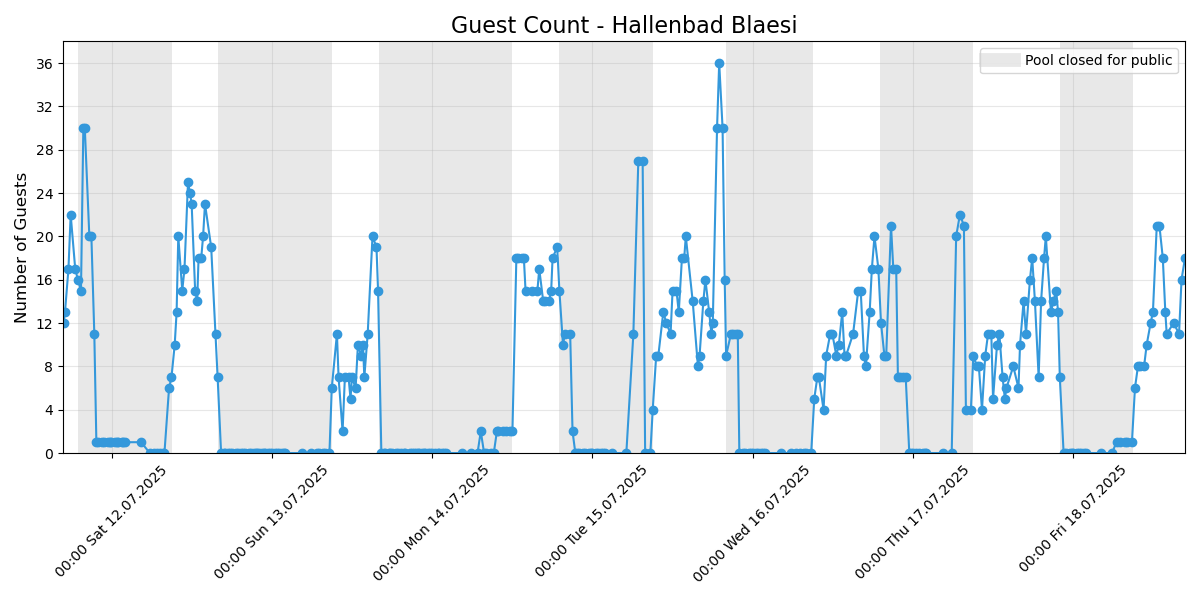 Guest Count - Hallenbad Blaesi
Pool closed for public
Number of Guests
36
32
28
24
20
16
12
8
4
0
00:00 Sat 12.07.2025
00:00 Sun 13.07.2025
00:00 Mon 14.07.2025
00:00 Tue 15.07.2025
00:00 Wed 16.07.2025
00:00 Thu 17.07.2025
00:00 Fri 18.07.2025